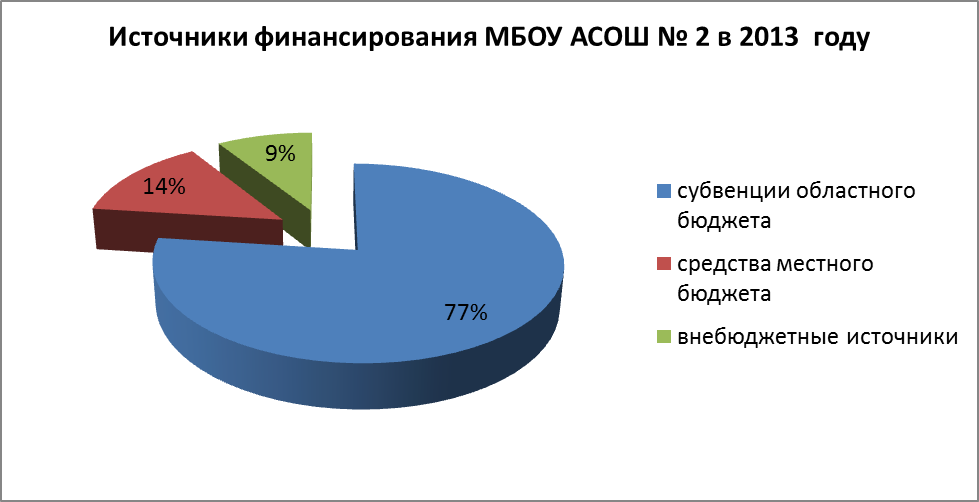 Источники финансирования МБОУ АСОШ № 2 в 2013  году
9%
14%
77%
субвенции областного
бюджета
средства местного
бюджета
внебюджетные источники